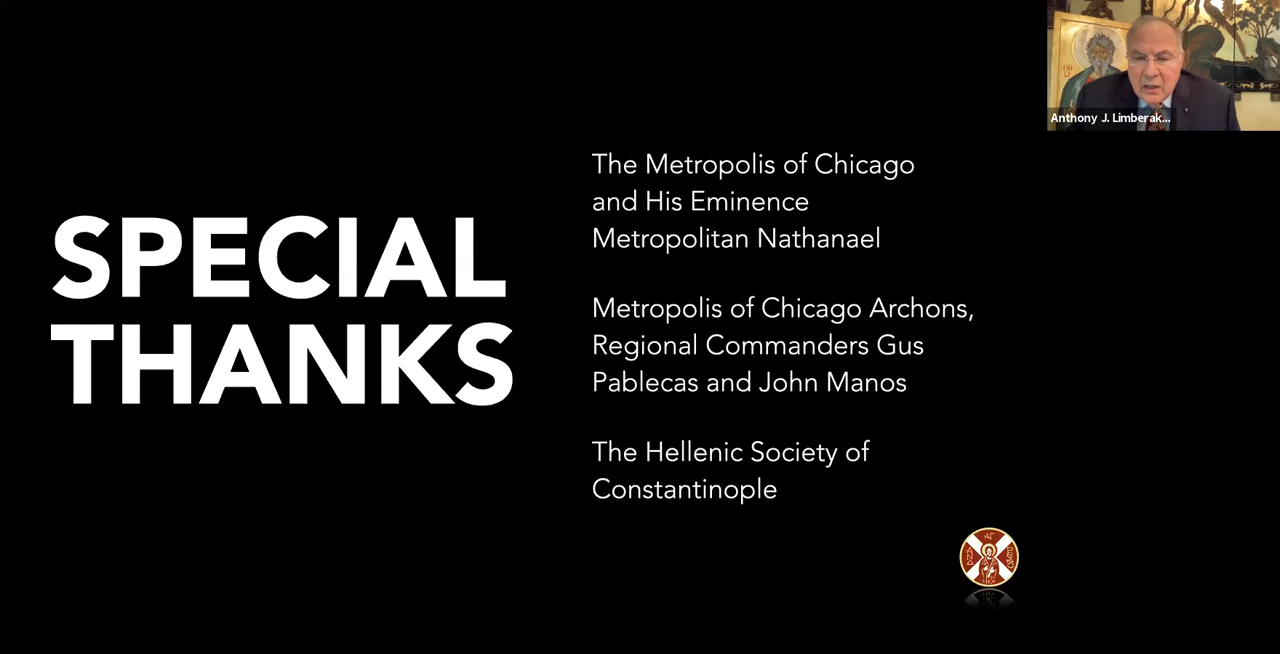 SPECIAL
THANKS
The Metropolis of Chicago
and His Eminence
Metropolitan Nathanael
Metropolis of Chicago Archons,
Regional Commanders Gus
Pablecas and John Manos
The Hellenic Society of
Constantinople
Anthony J. Limberak...